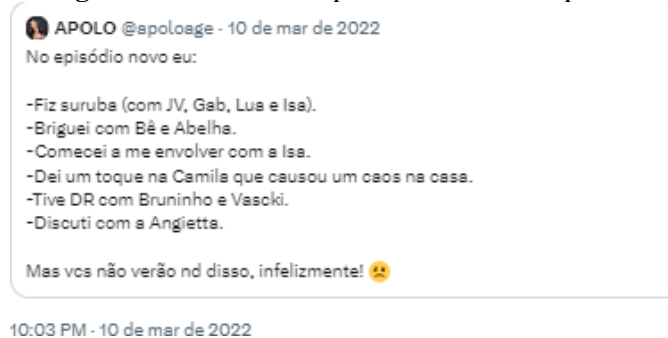 APOLO @apoloage · 10 de mar de 2022
No episódio novo eu:
-Fiz suruba (com JV, Gab, Lua e Isa).
-Briguei com Bê e Abelha.
-Comecei a me envolver com a Isa.
-Dei um toque na Camila que causou um caos na casa.
-Tive DR com Bruninho e Vascki.
-Discuti com a Angietta.
Mas vcs não verão nd disso, infelizmente! 🙁
10:03 PM · 10 de mar de 2022